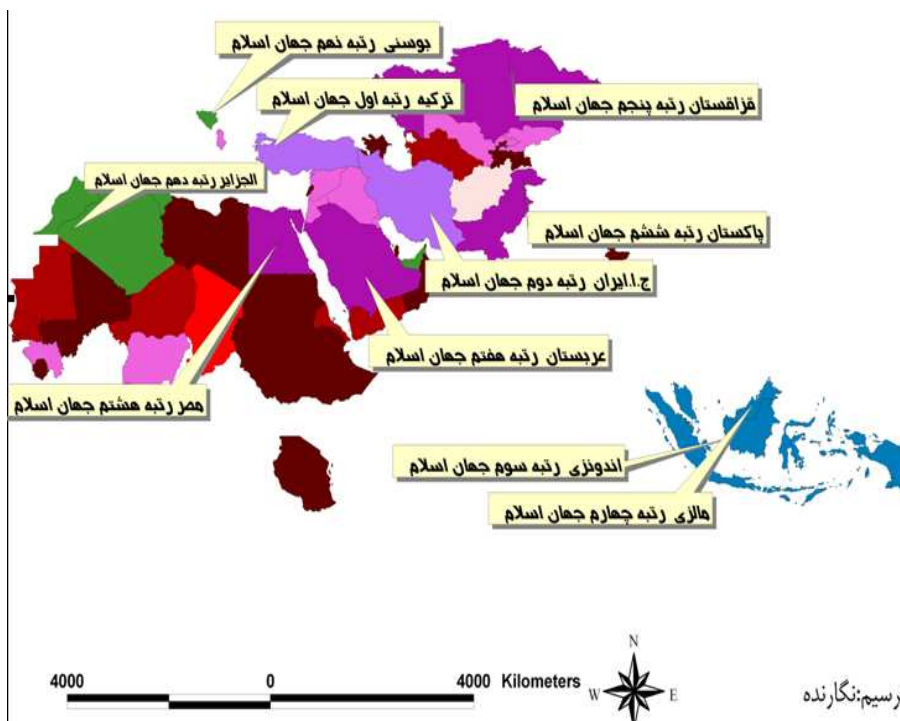 بوسنی رتبه نهم جهان اسلام
ترکیه رتبه اول جهان اسلام
قزاقستان رتبه پنجم جهان اسلام
الجزایر رتبه دهم جهان اسلام
پاکستان رتبه ششم جهان اسلام
ج.ا.ایران رتبه دوم جهان اسلام
عربستان رتبه هفتم جهان اسلام
مصر رتبه هشتم جهان اسلام
اندونزی رتبه سوم جهان اسلام
مالزی رتبه چهارم جهان اسلام
N
4000 0 4000 Kilometers
W E
S
رسیم:نگارنده